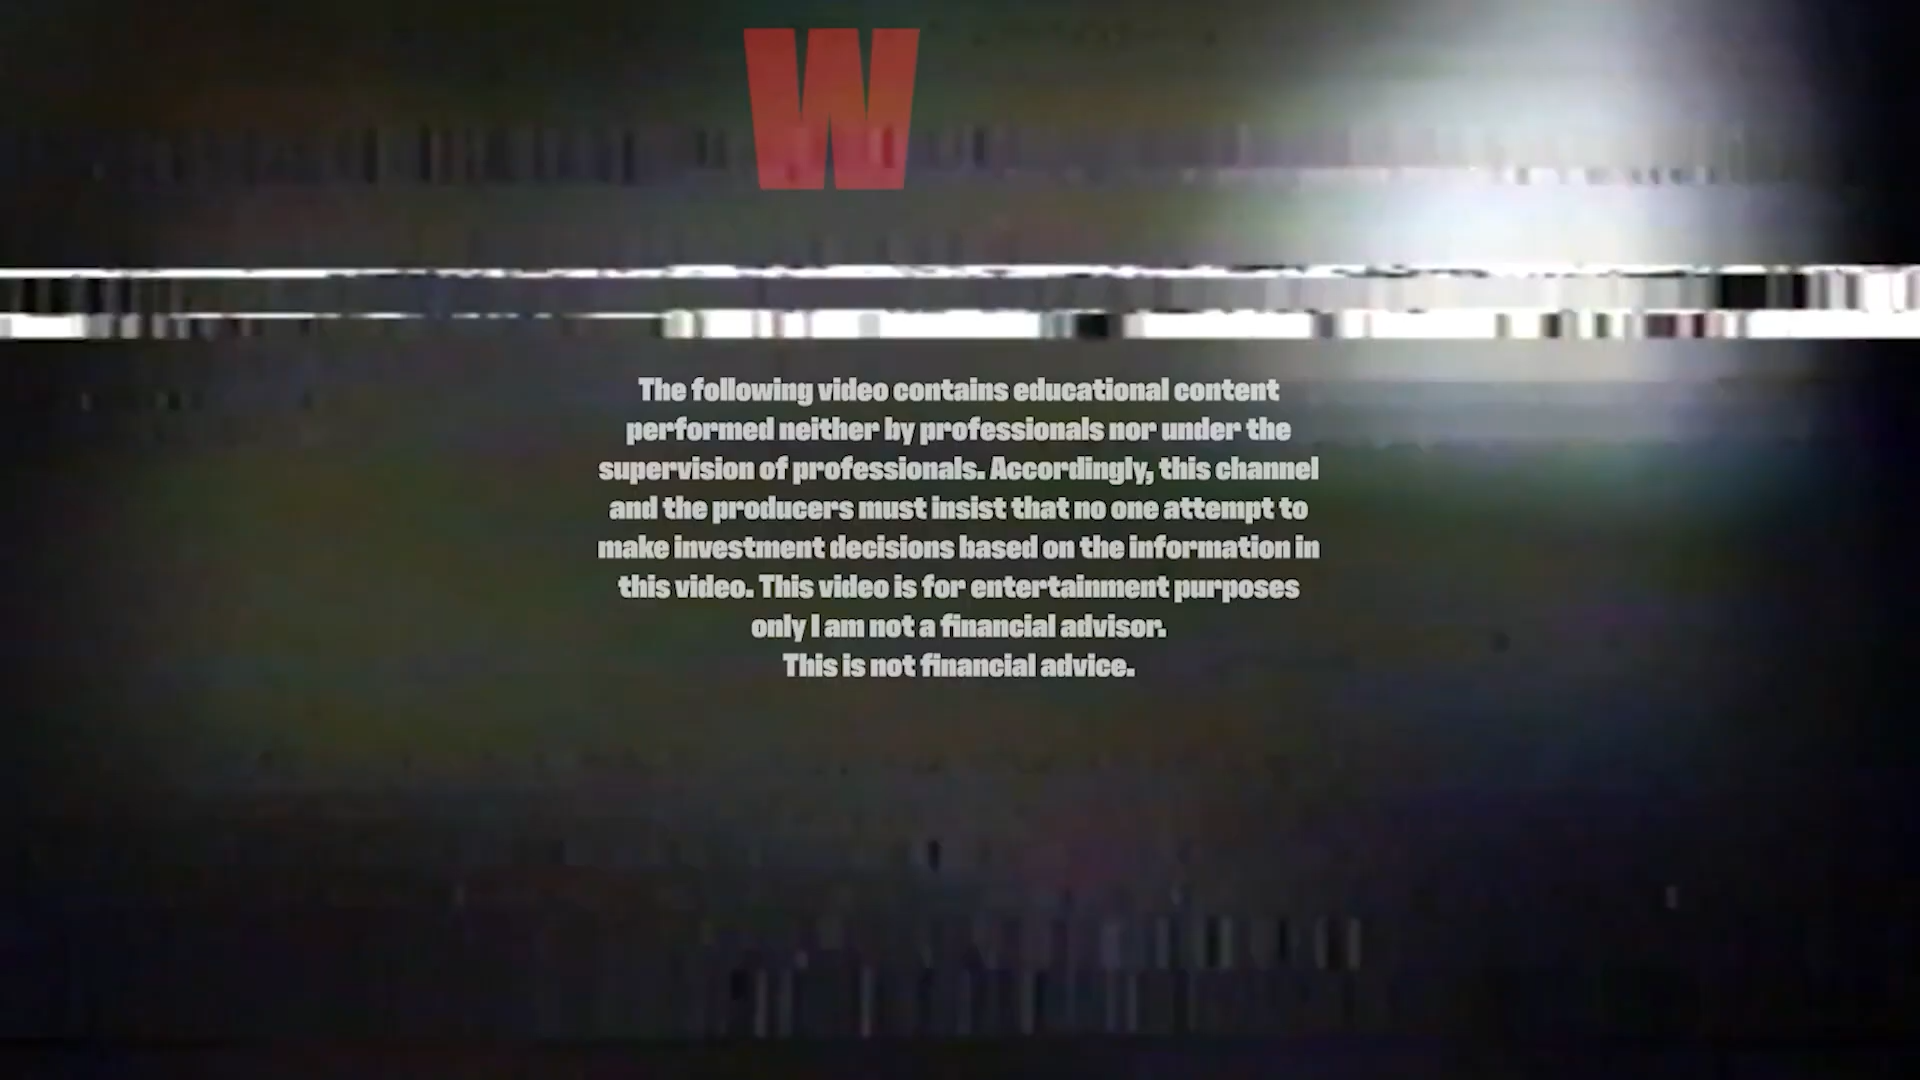 W
The following video contains educational content
performed neither by professionals nor under the
supervision of professionals. Accordingly, this channel
and the producers must insist that no one attempt to
make investment decisions based on the information in
this video. This video is for entertainment purposes
only I am not a financial advisor.
This is not financial advice.